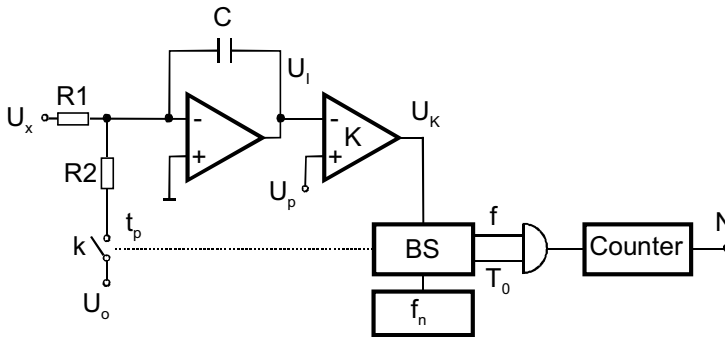 C
U_I
R1
U_x
-
+
-
K
+
U_K
R2
U_p
t_p
k
U_o
BS
f
T_0
Counter
N
f_n